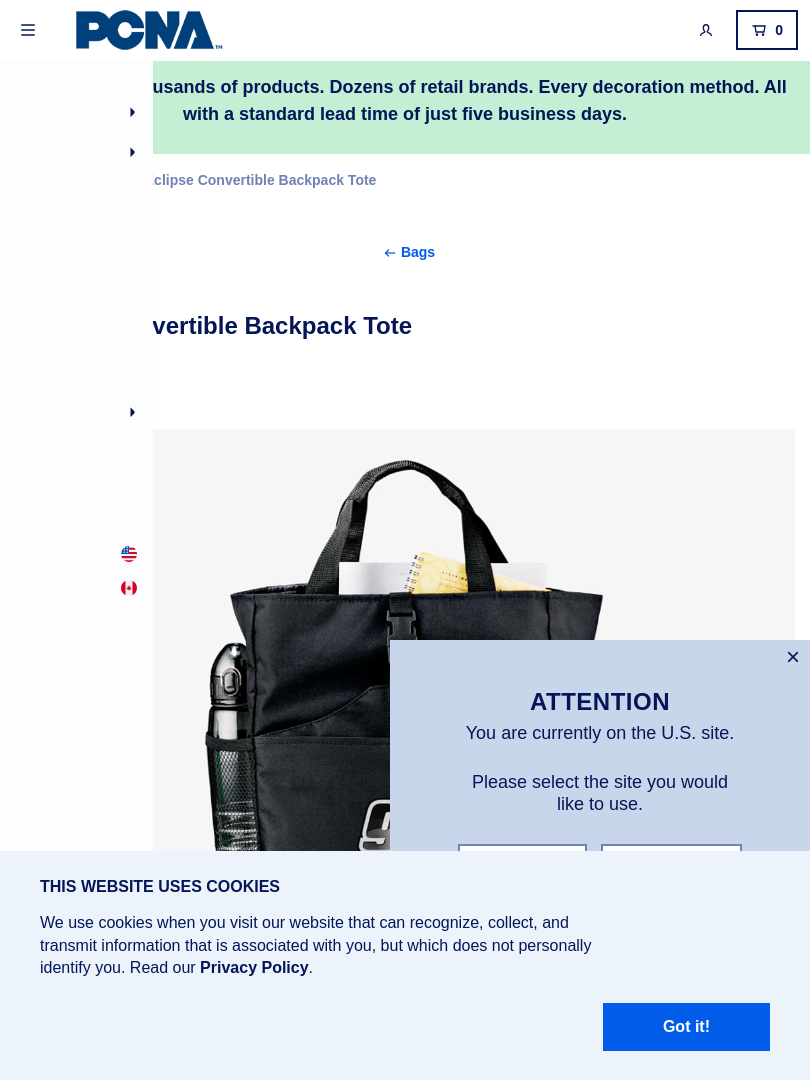 PCNA™
0
usands of products. Dozens of retail brands. Every decoration method. All
with a standard lead time of just five business days.
clipse Convertible Backpack Tote
← Bags
vertible Backpack Tote
×
ATTENTION
You are currently on the U.S. site.
Please select the site you would
like to use.
THIS WEBSITE USES COOKIES
We use cookies when you visit our website that can recognize, collect, and
transmit information that is associated with you, but which does not personally
identify you. Read our Privacy Policy.
Got it!